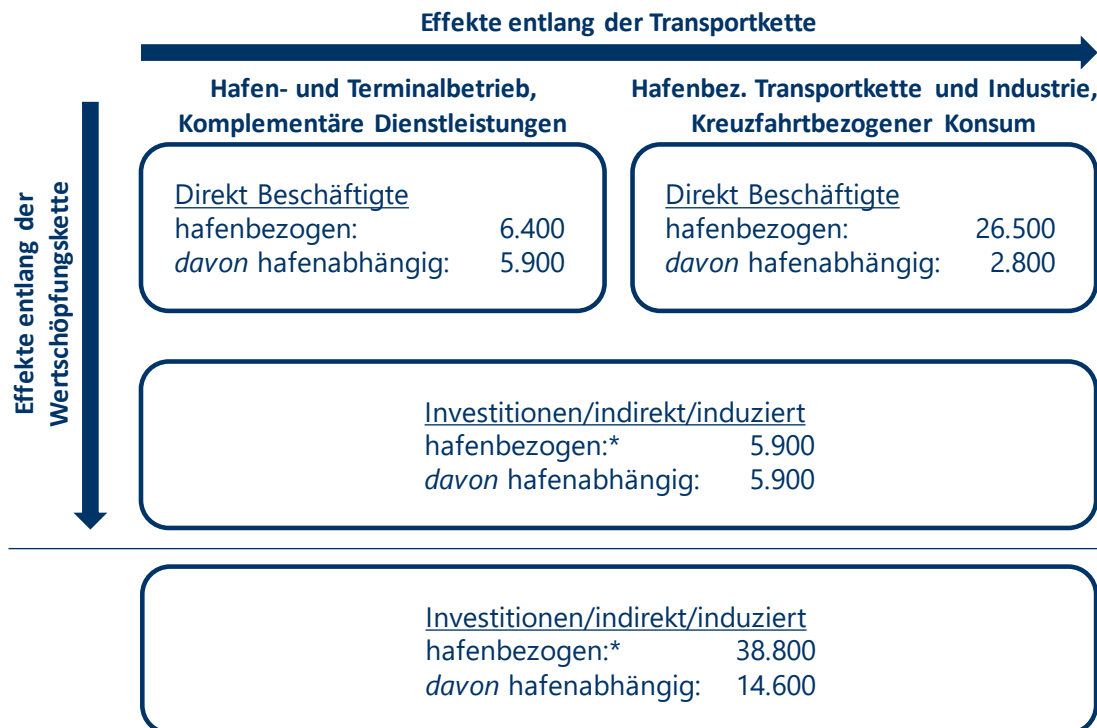 Effekte entlang der Transportkette
Effekte entlang der
Wertschöpfungskette
Hafen- und Terminalbetrieb,
Komplementäre Dienstleistungen
Hafenbez. Transportkette und Industrie,
Kreuzfahrtbezogener Konsum
Direkt Beschäftigte
hafenbezogen: 6.400
davon hafenabhängig: 5.900
Direkt Beschäftigte
hafenbezogen: 26.500
davon hafenabhängig: 2.800
Investitionen/indirekt/induziert
hafenbezogen:* 5.900
davon hafenabhängig: 5.900
Investitionen/indirekt/induziert
hafenbezogen:* 38.800
davon hafenabhängig: 14.600